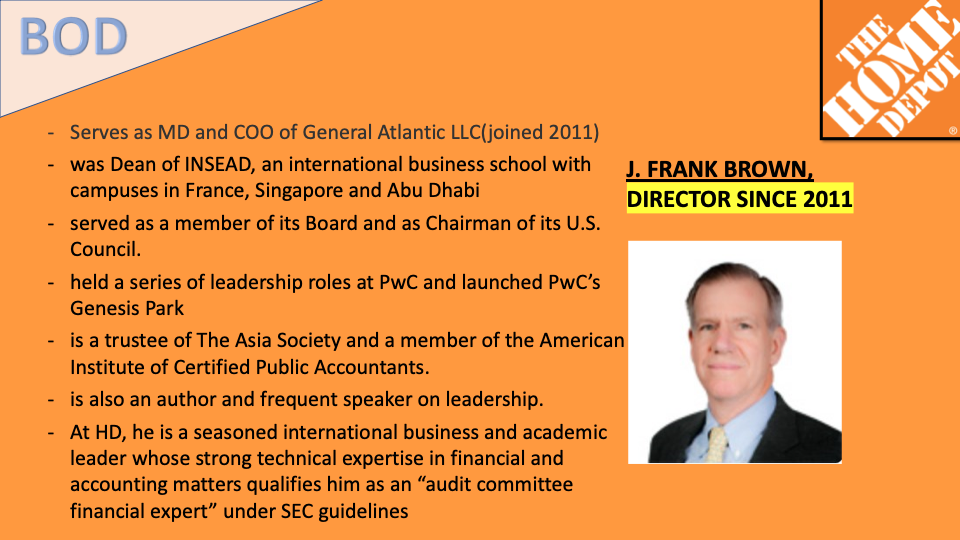 BOD
THE
HOME
DEPOT
®
- Serves as MD and COO of General Atlantic LLC(joined 2011)
- was Dean of INSEAD, an international business school with
campuses in France, Singapore and Abu Dhabi
- served as a member of its Board and as Chairman of its U.S.
Council.
- held a series of leadership roles at PwC and launched PwC’s
Genesis Park
- is a trustee of The Asia Society and a member of the American
Institute of Certified Public Accountants.
- is also an author and frequent speaker on leadership.
- At HD, he is a seasoned international business and academic
leader whose strong technical expertise in financial and
accounting matters qualifies him as an “audit committee
financial expert” under SEC guidelines
J. FRANK BROWN,
DIRECTOR SINCE 2011